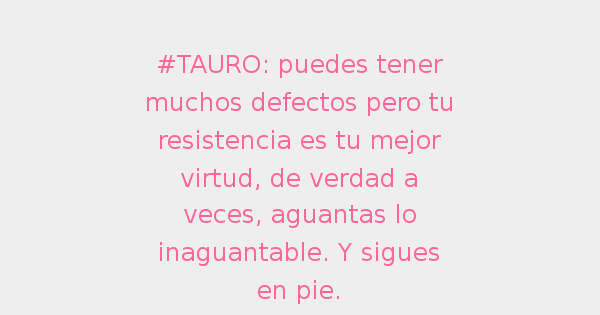 #TAURO: puedes tener
muchos defectos pero tu
resistencia es tu mejor
virtud, de verdad a
veces, aguantas lo
inaguantable. Y sigues
en pie.